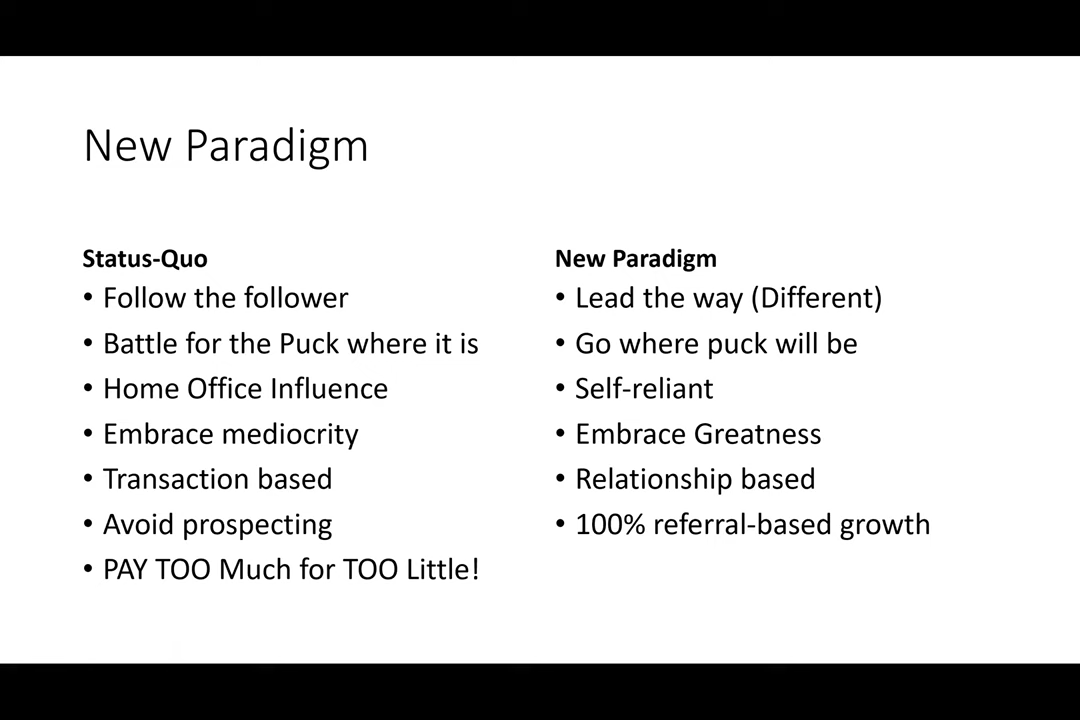 New Paradigm
Status-Quo
• Follow the follower
• Battle for the Puck where it is
• Home Office Influence
• Embrace mediocrity
• Transaction based
• Avoid prospecting
• PAY TOO Much for TOO Little!
New Paradigm
• Lead the way (Different)
• Go where puck will be
• Self-reliant
• Embrace Greatness
• Relationship based
• 100% referral-based growth